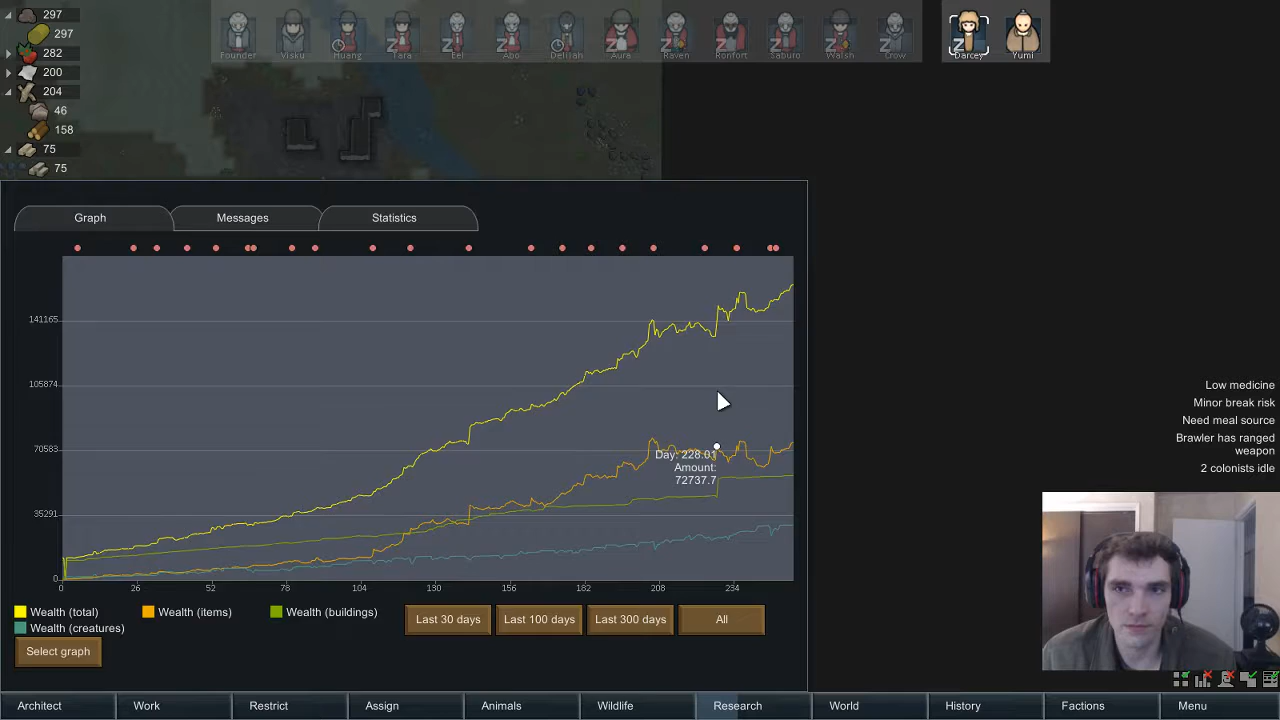 297
297
282
200
204
46
158
75
75
Founder
Visku
Huang
Tara
Eel
Abo
Delilah
Aura
Raven
Ronfort
Saburo
Walsh
Crow
Darcey
Yumi
Graph
Messages
Statistics
141165
105874
70583
35291
0
Day: 228.01
Amount:
72737.7
0
26
52
78
104
130
156
182
208
234
Wealth (total)
Wealth (items)
Wealth (buildings)
Wealth (creatures)
Last 30 days
Last 100 days
Last 300 days
All
Select graph
Low medicine
Minor break risk
Need meal source
Brawler has ranged
weapon
2 colonists idle
Architect
Work
Restrict
Assign
Animals
Wildlife
Research
World
History
Factions
Menu